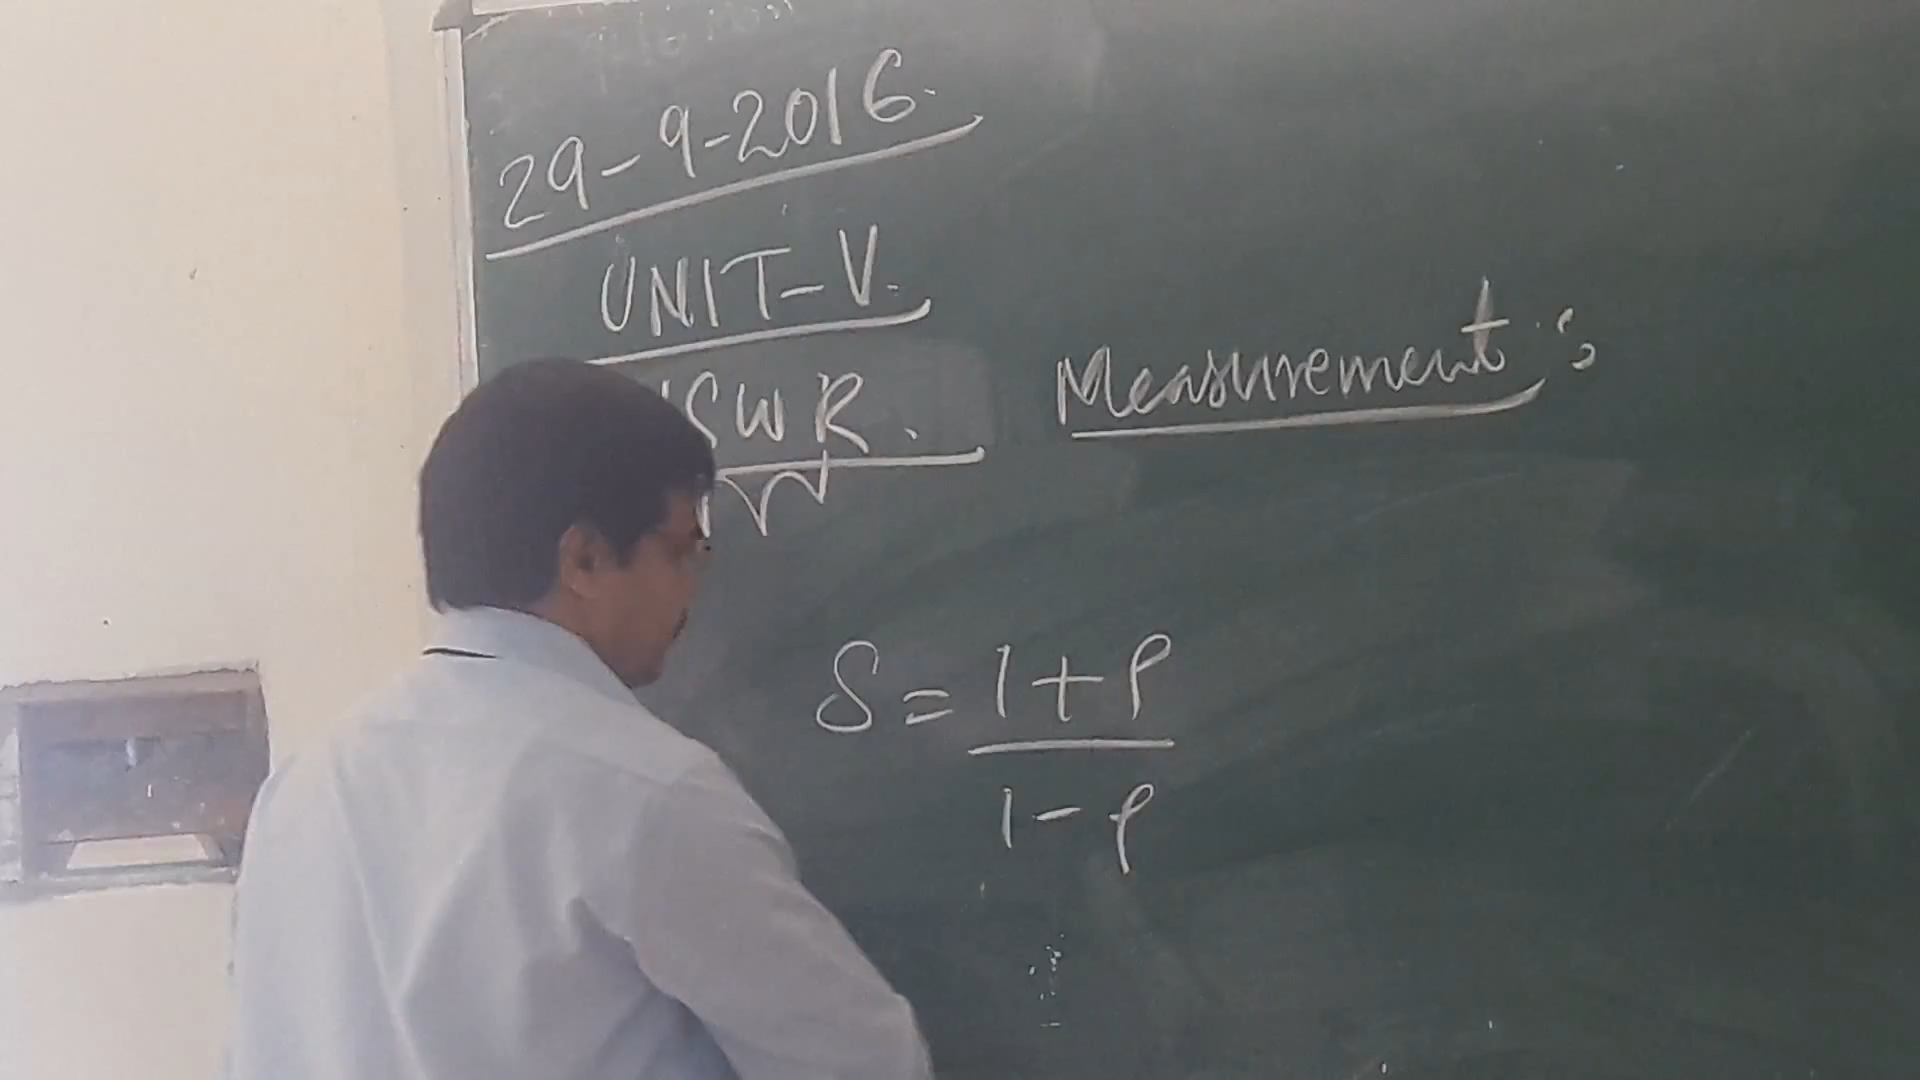 29-9-2016.
UNIT-V.
SWR. Measurement:
S = 1+ρ
1-ρ